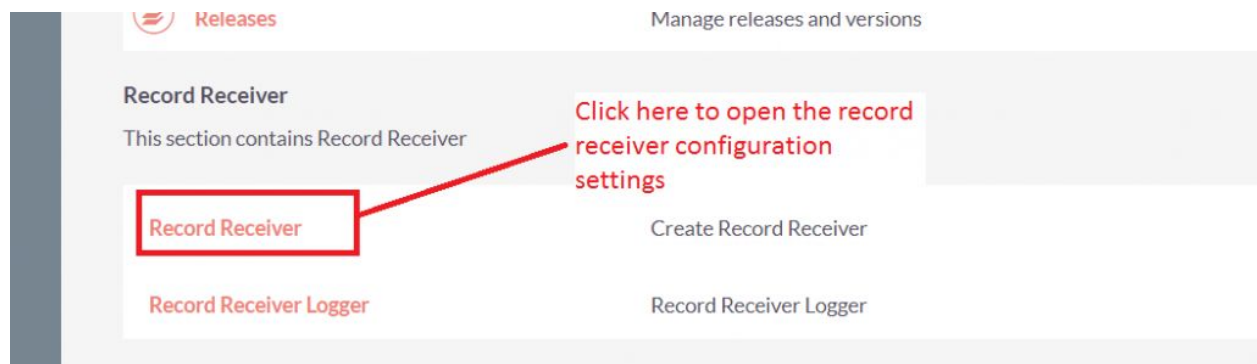 Releases Manage releases and versions
Record Receiver
This section contains Record Receiver
Click here to open the record
receiver configuration
settings
Record Receiver Create Record Receiver
Record Receiver Logger Record Receiver Logger